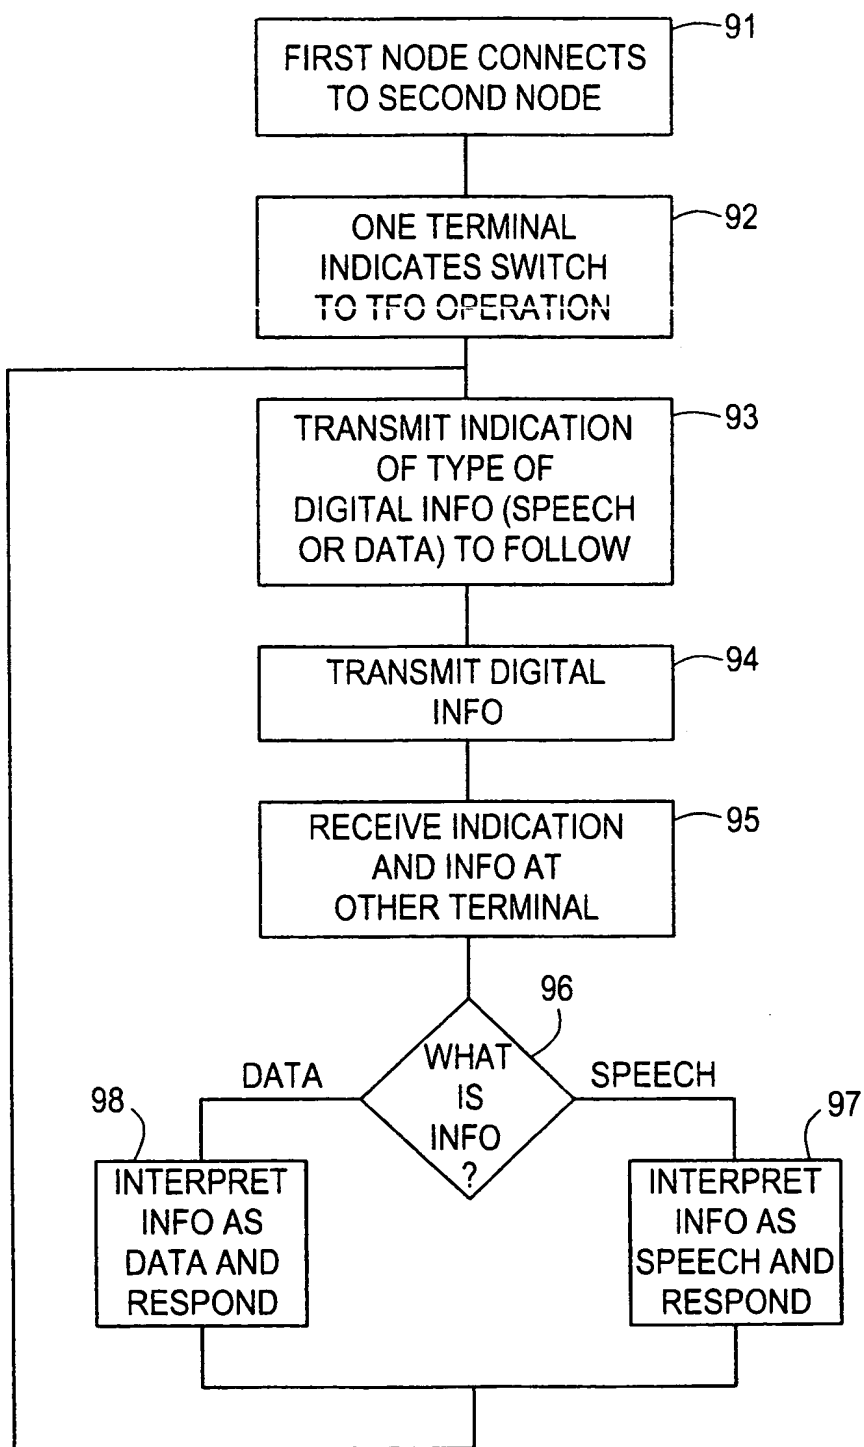 91
FIRST NODE CONNECTS
TO SECOND NODE
92
ONE TERMINAL
INDICATES SWITCH
TO TFO OPERATION
93
TRANSMIT INDICATION
OF TYPE OF
DIGITAL INFO (SPEECH
OR DATA) TO FOLLOW
94
TRANSMIT DIGITAL
INFO
95
RECEIVE INDICATION
AND INFO AT
OTHER TERMINAL
96
WHAT
IS
INFO
?
DATA
SPEECH
98
INTERPRET
INFO AS
DATA AND
RESPOND
97
INTERPRET
INFO AS
SPEECH AND
RESPOND